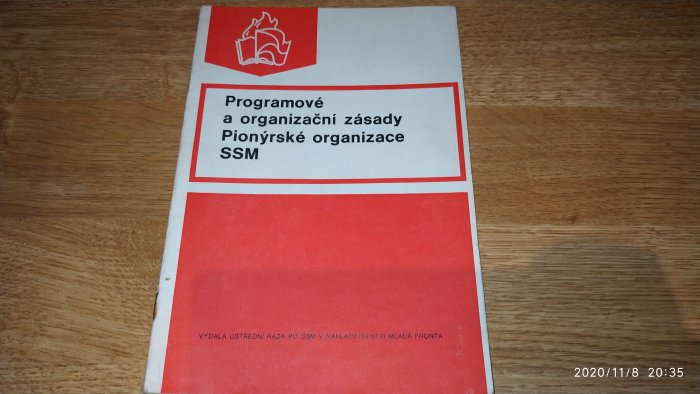 Programové
a organizační zásady
Pionýrské organizace
SSM
VYDALA ÚSTŘEDNÍ RADA PO SSM V NAKLADATELSTVÍ MLADÁ FRONTA
2020/11/8 20:35